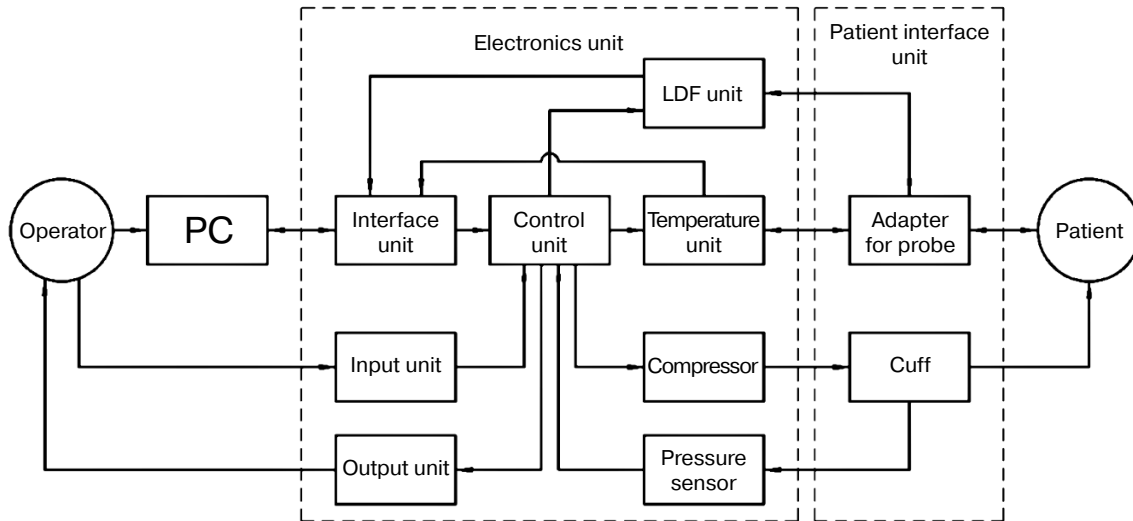 Electronics unit
Patient interface
unit
LDF unit
Operator
PC
Interface
unit
Control
unit
Temperature
unit
Adapter
for probe
Patient
Input unit
Compressor
Cuff
Output unit
Pressure
sensor